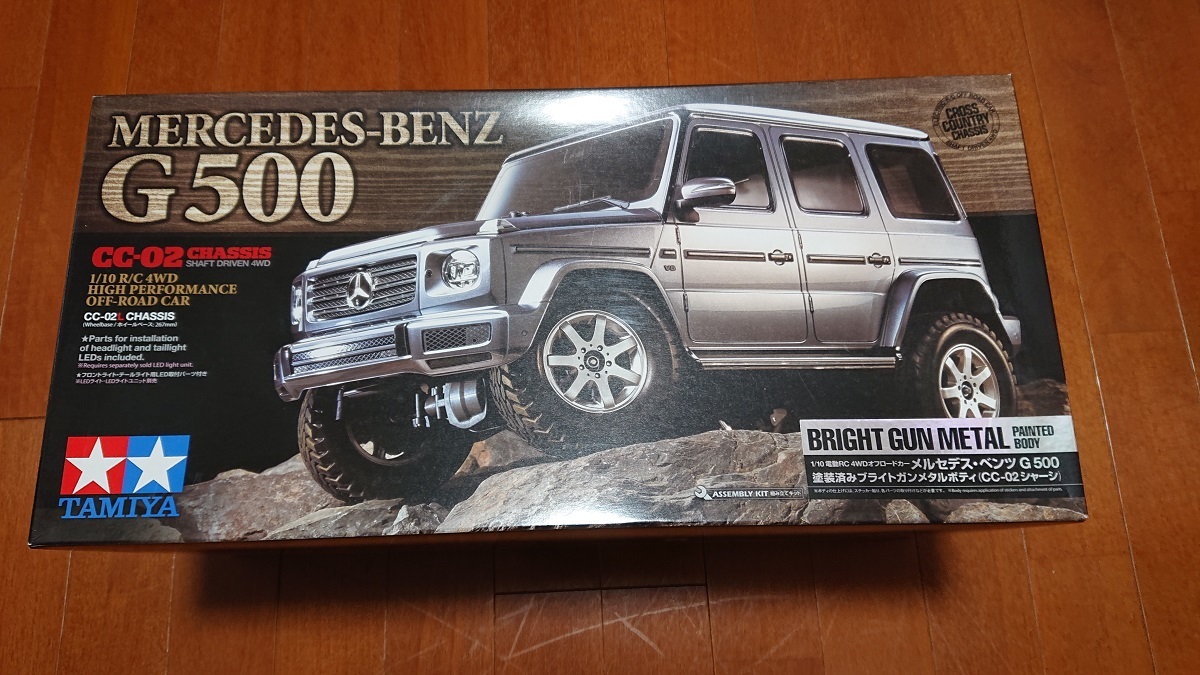 MERCEDES-BENZ
G500
CC-02 CHASSIS
SHAFT DRIVEN 4WD
1/10 R/C 4WD
HIGH PERFORMANCE
OFF-ROAD CAR
CC-02L CHASSIS
(Wheelbase/ホイールベース: 267mm)
★Parts for installation
of headlight and taillight
LEDs included.
※Requires separately sold LED light unit.
★フロントライト・テールライト用LED取付パーツ付き
※LEDライト・LEDライトユニット別売
TAMIYA
CROSS
COUNTRY
CHASSIS
V8
BRIGHT GUN METAL PAINTED BODY
1/10 電動RC 4WDオフロードカー メルセデス・ベンツ G500
塗装済みブライトガンメタルボディ(CC-02シャーシ)
ASSEMBLY KIT 組み立てキット